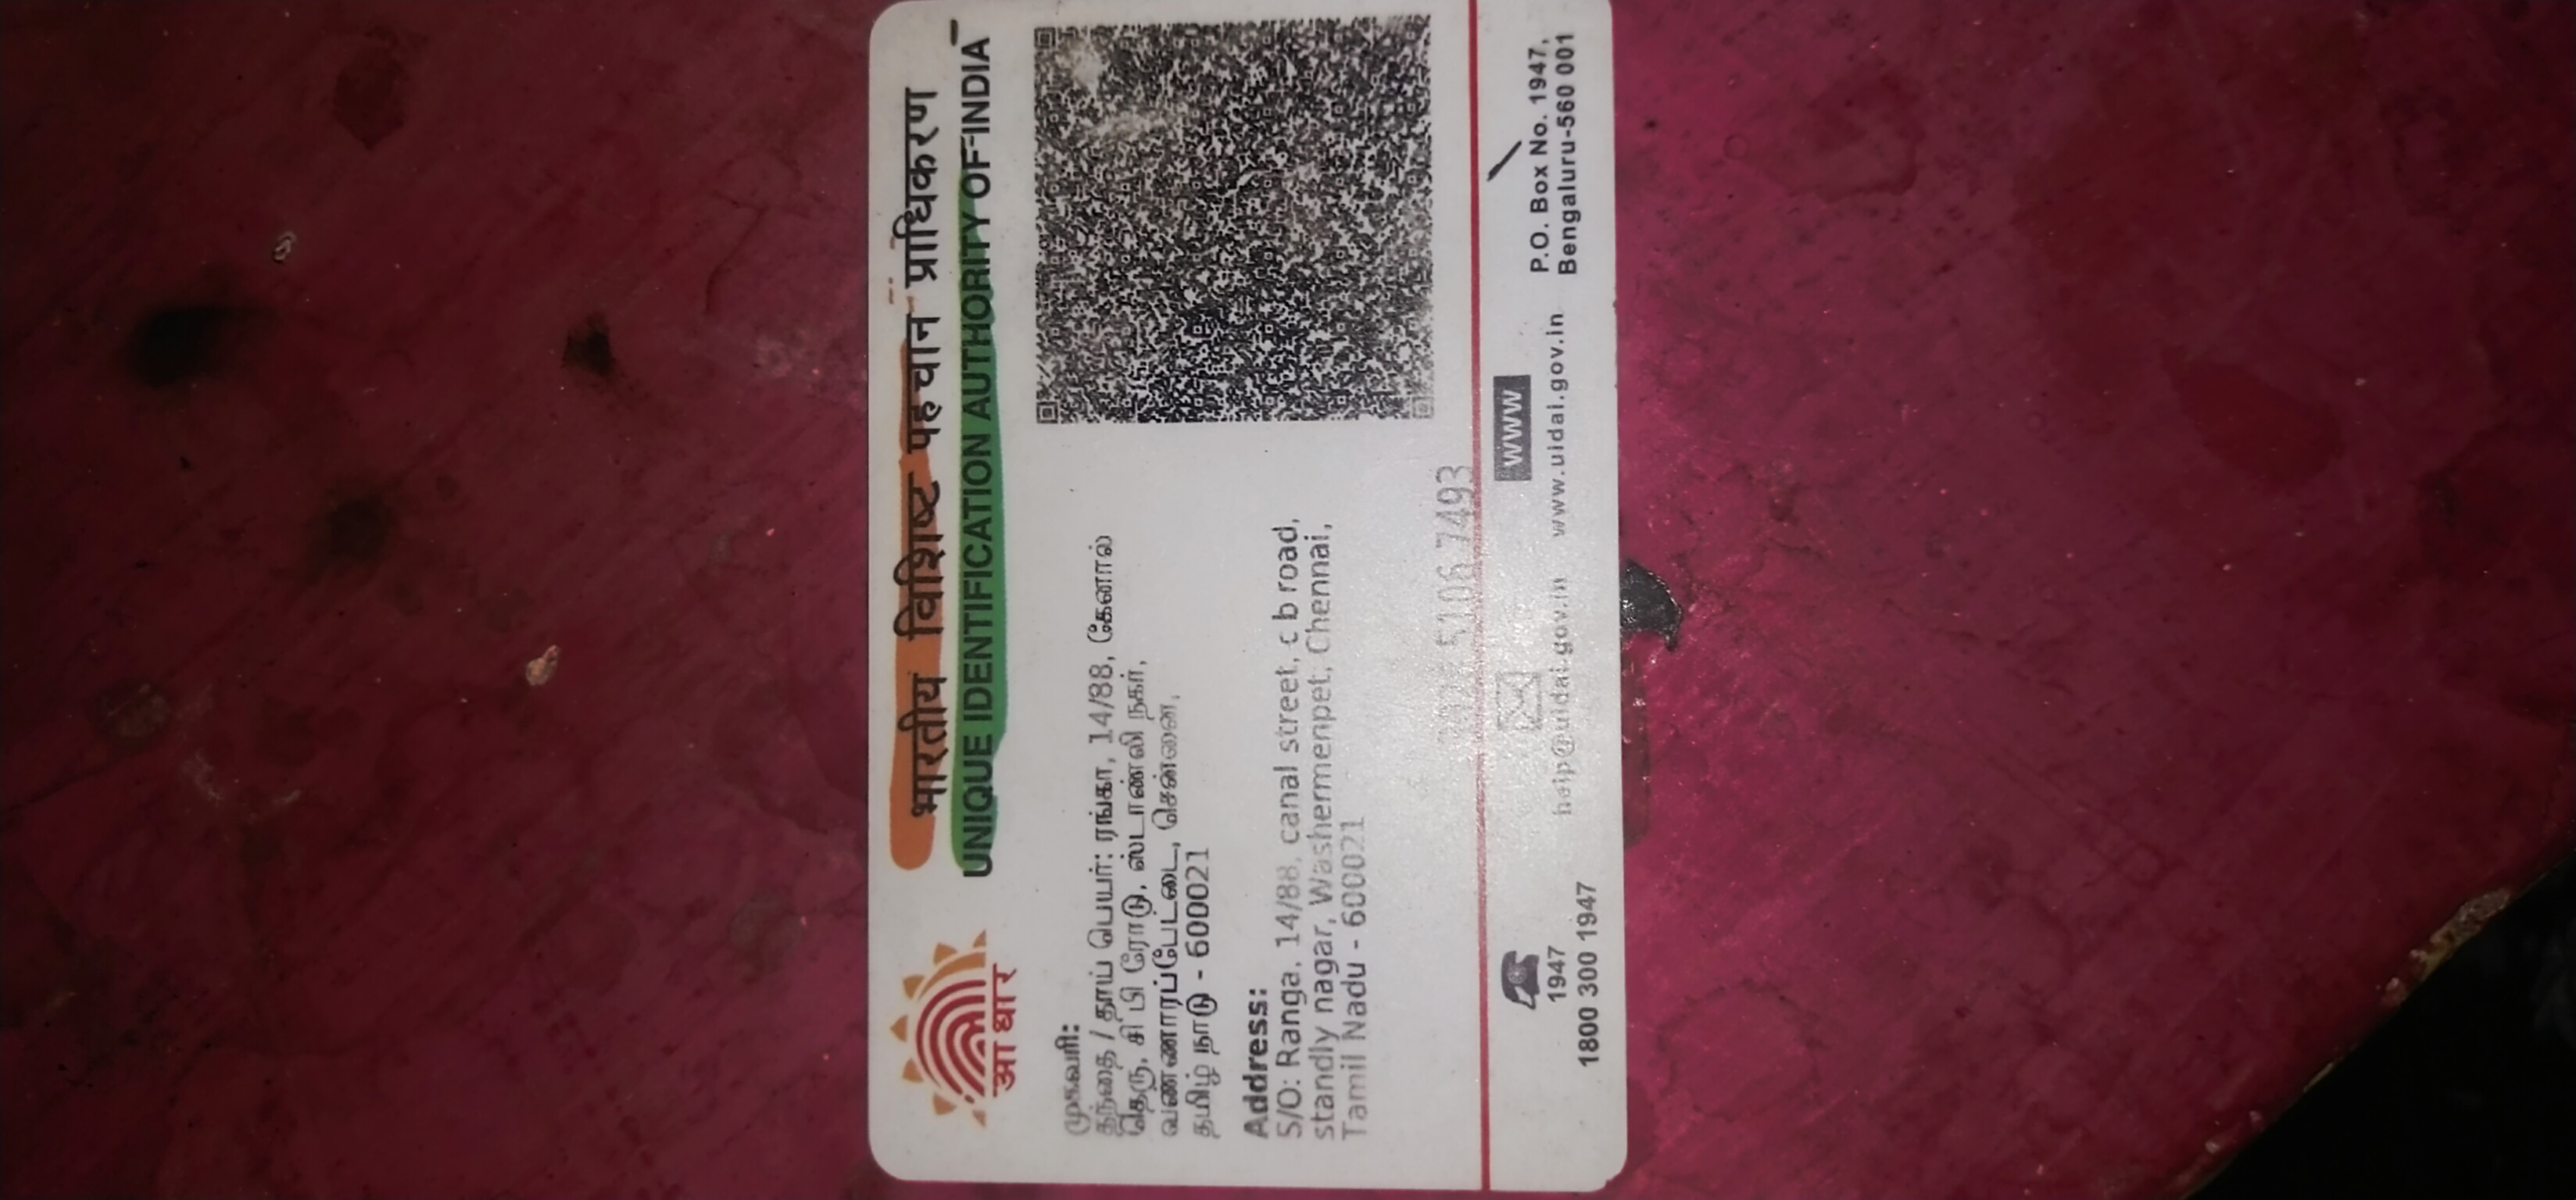 भारतीय विशिष्ट पहचान प्राधिकरण
UNIQUE IDENTIFICATION AUTHORITY OF INDIA
आधार
முகவரி:
தந்தை / தாய் பெயர்: ரங்கா, 14/88, கேனால்
தெரு, சி பி ரோடு, ஸ்டாண்லி நகர்,
வண்ணாரப்பேட்டை, சென்னை,
தமிழ் நாடு - 600021
Address:
S/O: Ranga, 14/88, canal street, c b road,
standly nagar, Washermenpet, Chennai,
Tamil Nadu - 600021
5106 7493
1947
1800 300 1947
help@uidai.gov.in
WWW
www.uidai.gov.in
P.O. Box No. 1947,
Bengaluru-560 001